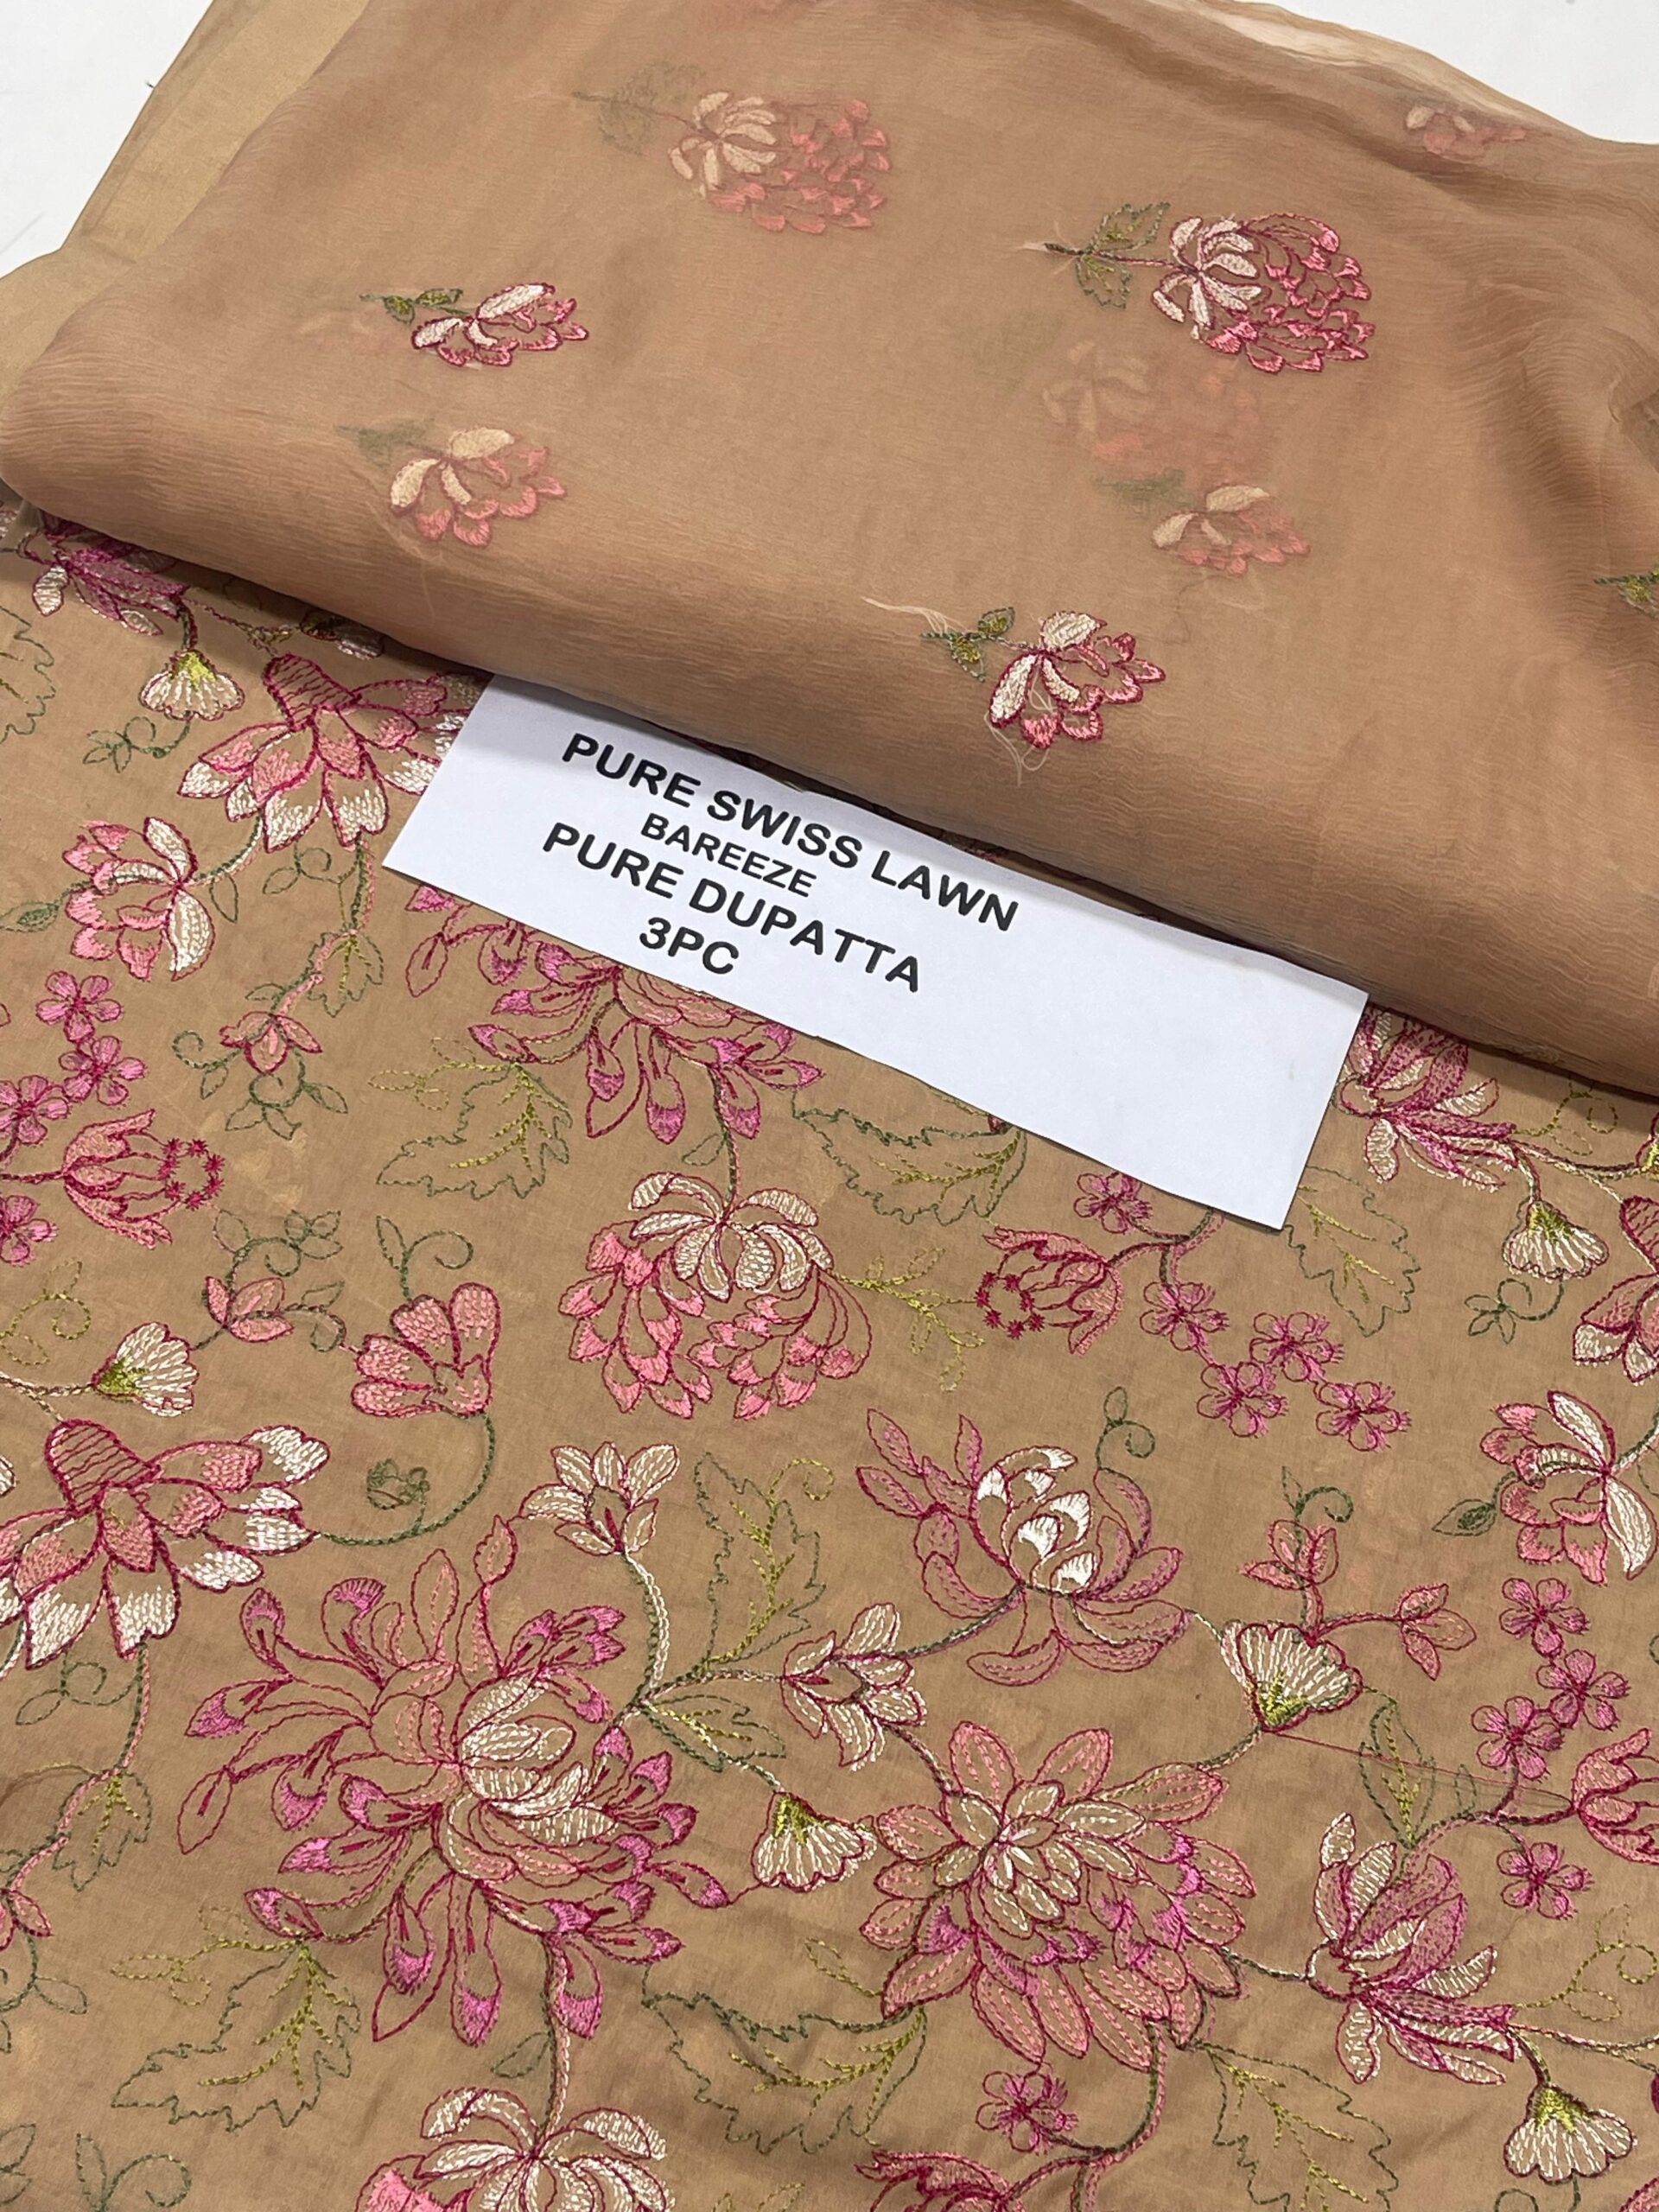 PURE SWISS LAWN
BAREEZE
PURE DUPATTA
3PC